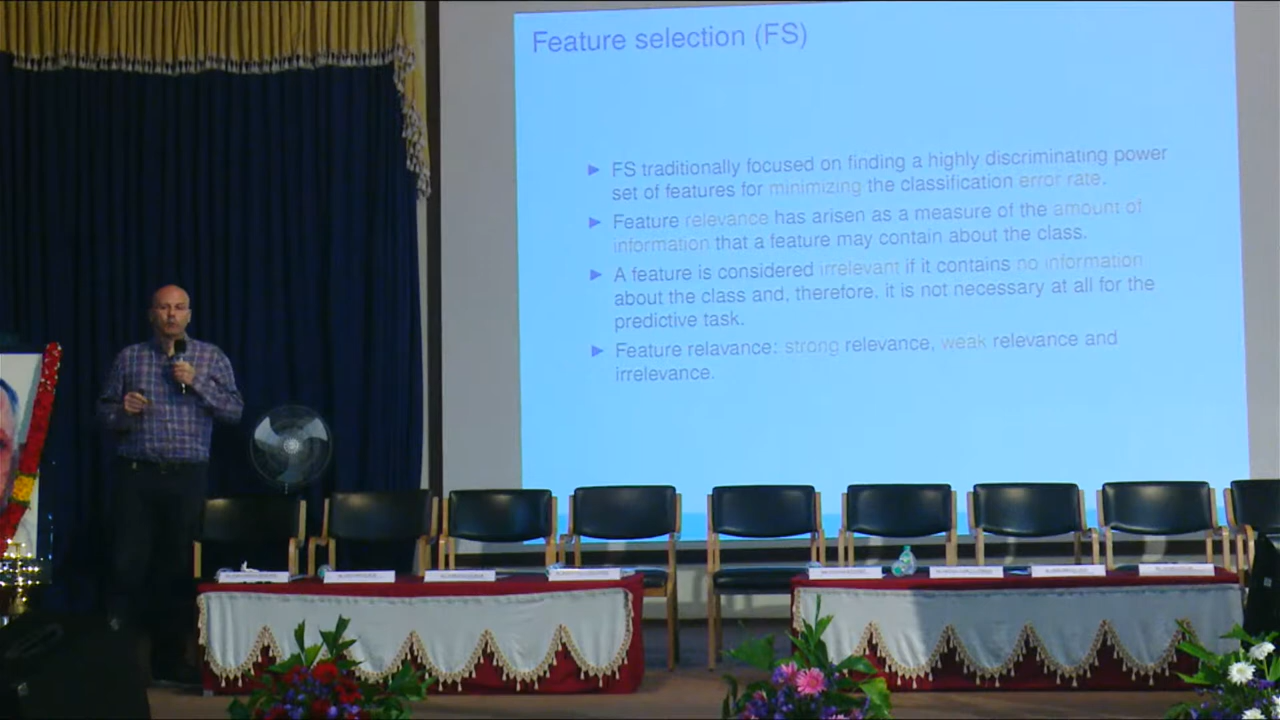 Feature selection (FS)
FS traditionally focused on finding a highly discriminating power
set of features for minimizing the classification error rate.
Feature relevance has arisen as a measure of the amount of
information that a feature may contain about the class.
A feature is considered irrelevant if it contains no information
about the class and, therefore, it is not necessary at all for the
predictive task.
Feature relavance: strong relevance, weak relevance and
irrelevance.